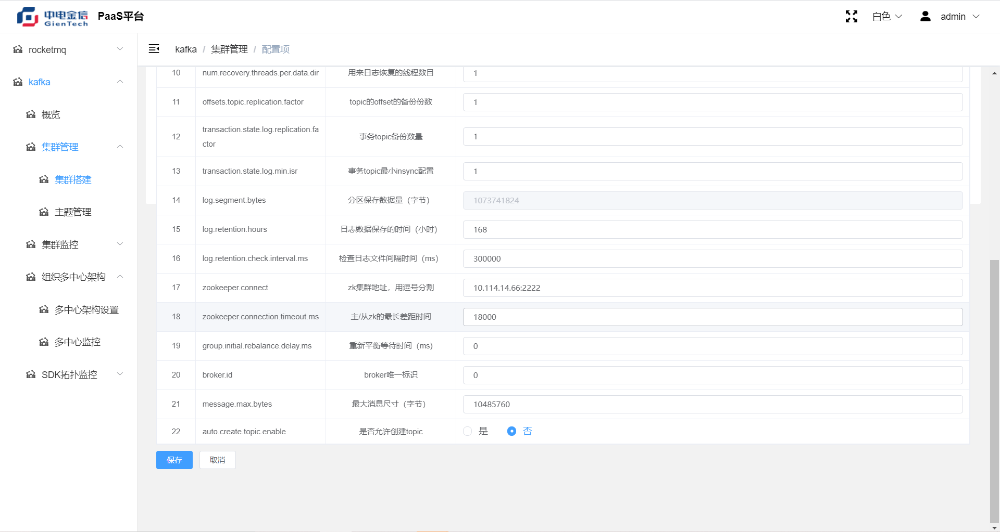 中电金信
GienTech
PaaS平台
白色
admin
rocketmq
kafka
概览
集群管理
集群搭建
主题管理
集群监控
组织多中心架构
多中心架构设置
多中心监控
SDK拓扑监控
kafka / 集群管理 / 配置项
10 num.recovery.threads.per.data.dir 用来日志恢复的线程数目 1
11 offsets.topic.replication.factor topic的offset的备份份数 1
12 transaction.state.log.replication.fa
ctor 事务topic备份数量 1
13 transaction.state.log.min.isr 事务topic最小insync配置 1
14 log.segment.bytes 分区保存数据量（字节） 1073741824
15 log.retention.hours 日志数据保存的时间（小时） 168
16 log.retention.check.interval.ms 检查日志文件间隔时间（ms） 300000
17 zookeeper.connect zk集群地址，用逗号分割 10.114.14.66:2222
18 zookeeper.connection.timeout.ms 主/从zk的最长差距时间 18000
19 group.initial.rebalance.delay.ms 重新平衡等待时间（ms） 0
20 broker.id broker唯一标识 0
21 message.max.bytes 最大消息尺寸（字节） 10485760
22 auto.create.topic.enable 是否允许创建topic 是 否
保存 取消